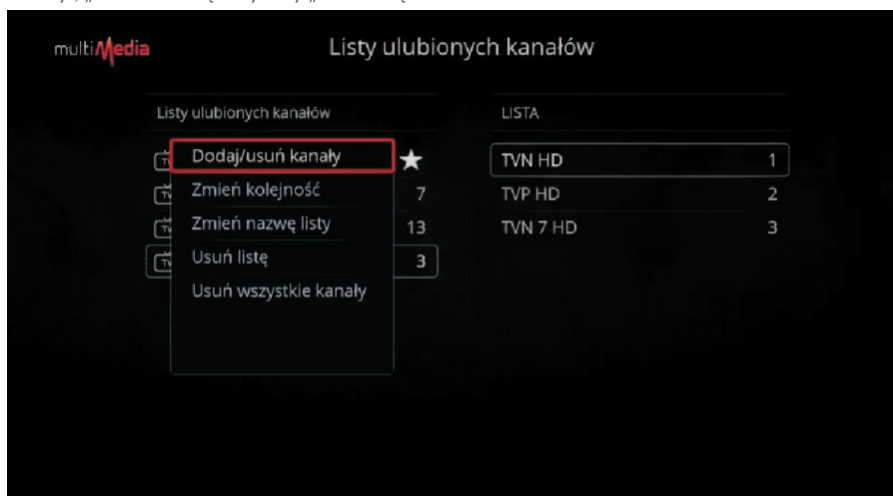 multiMedia
Listy ulubionych kanałów
Listy ulubionych kanałów
Dodaj/usuń kanały
Zmień kolejność 7
Zmień nazwę listy 13
Usuń listę 3
Usuń wszystkie kanały
LISTA
TVN HD 1
TVP HD 2
TVN 7 HD 3